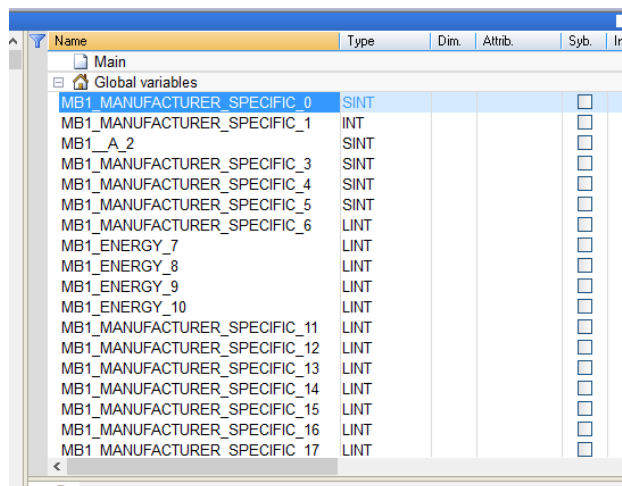 Name Type Dim. Attrib. Syb.
Main
Global variables
MB1_MANUFACTURER_SPECIFIC_0 SINT
MB1_MANUFACTURER_SPECIFIC_1 INT
MB1__A_2 SINT
MB1_MANUFACTURER_SPECIFIC_3 SINT
MB1_MANUFACTURER_SPECIFIC_4 SINT
MB1_MANUFACTURER_SPECIFIC_5 SINT
MB1_MANUFACTURER_SPECIFIC_6 LINT
MB1_ENERGY_7 LINT
MB1_ENERGY_8 LINT
MB1_ENERGY_9 LINT
MB1_ENERGY_10 LINT
MB1_MANUFACTURER_SPECIFIC_11 LINT
MB1_MANUFACTURER_SPECIFIC_12 LINT
MB1_MANUFACTURER_SPECIFIC_13 LINT
MB1_MANUFACTURER_SPECIFIC_14 LINT
MB1_MANUFACTURER_SPECIFIC_15 LINT
MB1_MANUFACTURER_SPECIFIC_16 LINT
MB1_MANUFACTURER_SPECIFIC_17 LINT